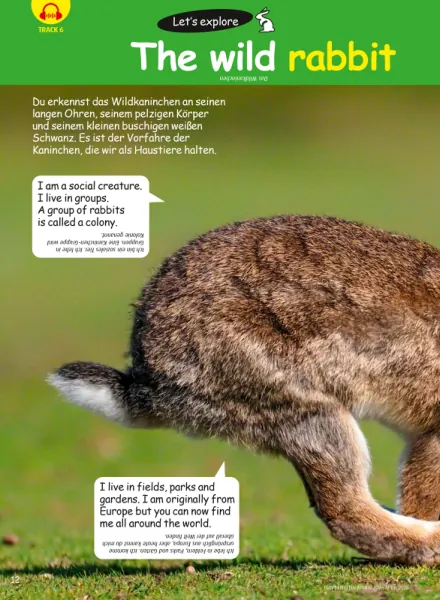 TRACK 6
Let's explore
The wild rabbit
Das Wildkaninchen
Du erkennst das Wildkaninchen an seinen
langen Ohren, seinem pelzigen Körper
und seinem kleinen buschigen weißen
Schwanz. Es ist der Vorfahre der
Kaninchen, die wir als Haustiere halten.
I am a social creature.
I live in groups.
A group of rabbits
is called a colony.
Ich bin ein soziales Tier. Ich lebe in
Gruppen. Eine Kaninchen-Gruppe wird
Kolonie genannt.
I live in fields, parks and
gardens. I am originally from
Europe but you can now find
me all around the world.
Ich lebe in Feldern, Parks und Gärten. Ich komme
ursprünglich aus Europa, aber heute kannst du mich
überall auf der Welt finden.
12